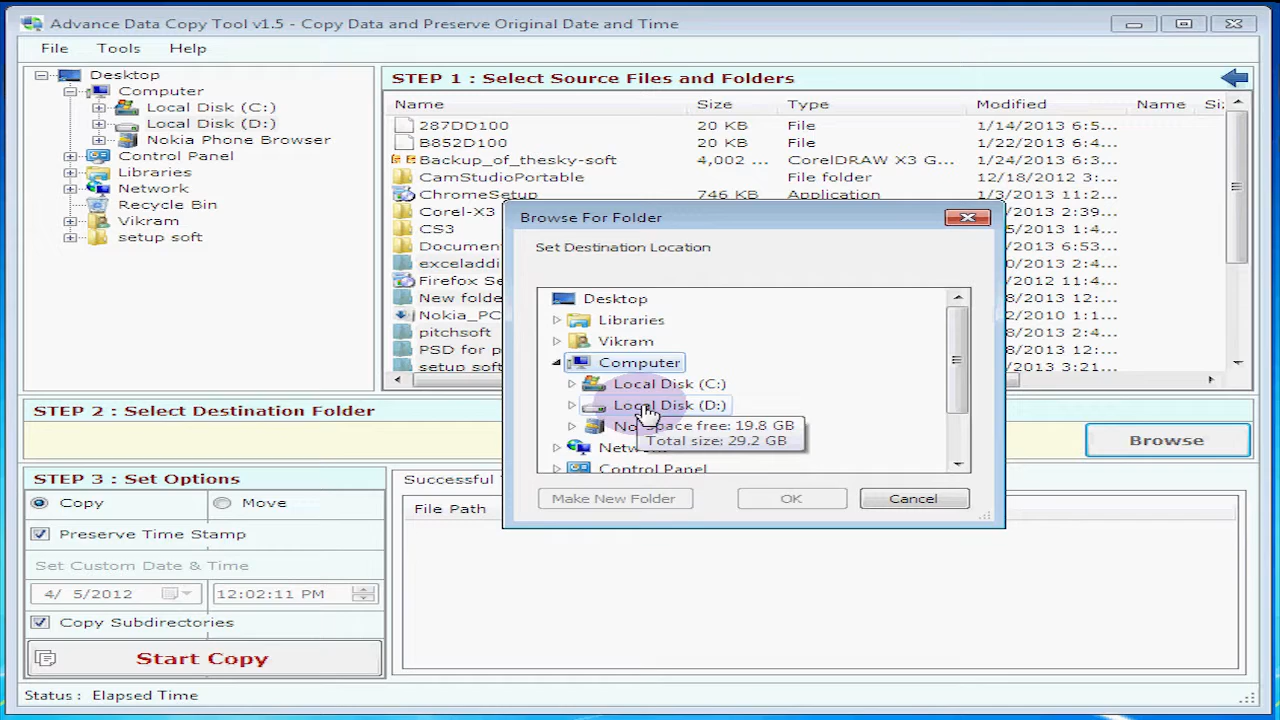 Advance Data Copy Tool v1.5 - Copy Data and Preserve Original Date and Time
File Tools Help
Desktop
Computer
Local Disk (C:)
Local Disk (D:)
Nokia Phone Browser
Control Panel
Libraries
Network
Recycle Bin
Vikram
setup soft
STEP 1 : Select Source Files and Folders
Name Size Type Modified Name
287DD100 20 KB File 1/14/2013 6:5...
B852D100 20 KB File 1/22/2013 6:5...
Backup_of_thesky-soft 4,002 ... CorelDRAW X3 G... 1/24/2013 6:3...
CamStudioPortable File folder 12/18/2012 3...
ChromeSetup 746 KB Application 1/3/2013 11:2...
Corel-X3
CS3
exceladdi
Firefox Se
Nokia_PC
pitchsoft
PSD for p
setup soft
Browse For Folder
Set Destination Location
Desktop
Libraries
Vikram
Computer
Local Disk (C:)
Local Disk (D:)
Space free: 19.8 GB
Total size: 29.2 GB
Control Panel
Make New Folder OK Cancel
STEP 2 : Select Destination Folder
Browse
STEP 3 : Set Options
Copy Move
Preserve Time Stamp
Set Custom Date & Time
4/ 5/2012 12:02:11 PM
Copy Subdirectories
Start Copy
Successful
File Path
Status : Elapsed Time